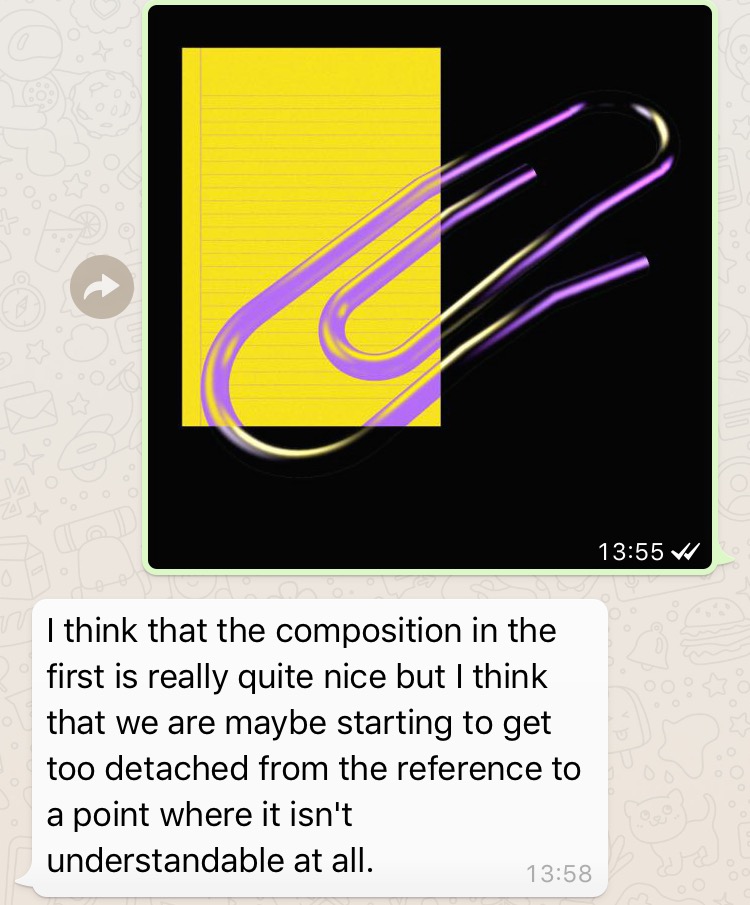 13:55
I think that the composition in the
first is really quite nice but I think
that we are maybe starting to get
too detached from the reference to
a point where it isn't
understandable at all.
13:58